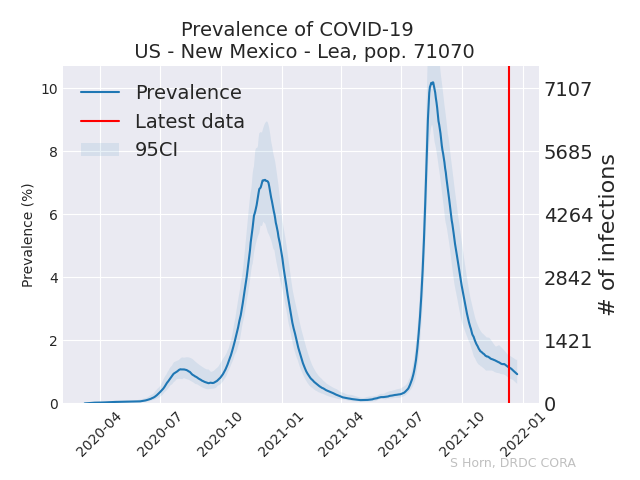 Prevalence of COVID-19
US - New Mexico - Lea, pop. 71070
Prevalence
Latest data
95CI
Prevalence (%)
10
8
6
4
2
0
7107
5685
4264
2842
1421
0
# of infections
2020-04
2020-07
2020-10
2021-01
2021-04
2021-07
2021-10
2022-01
S Horn, DRDC CORA